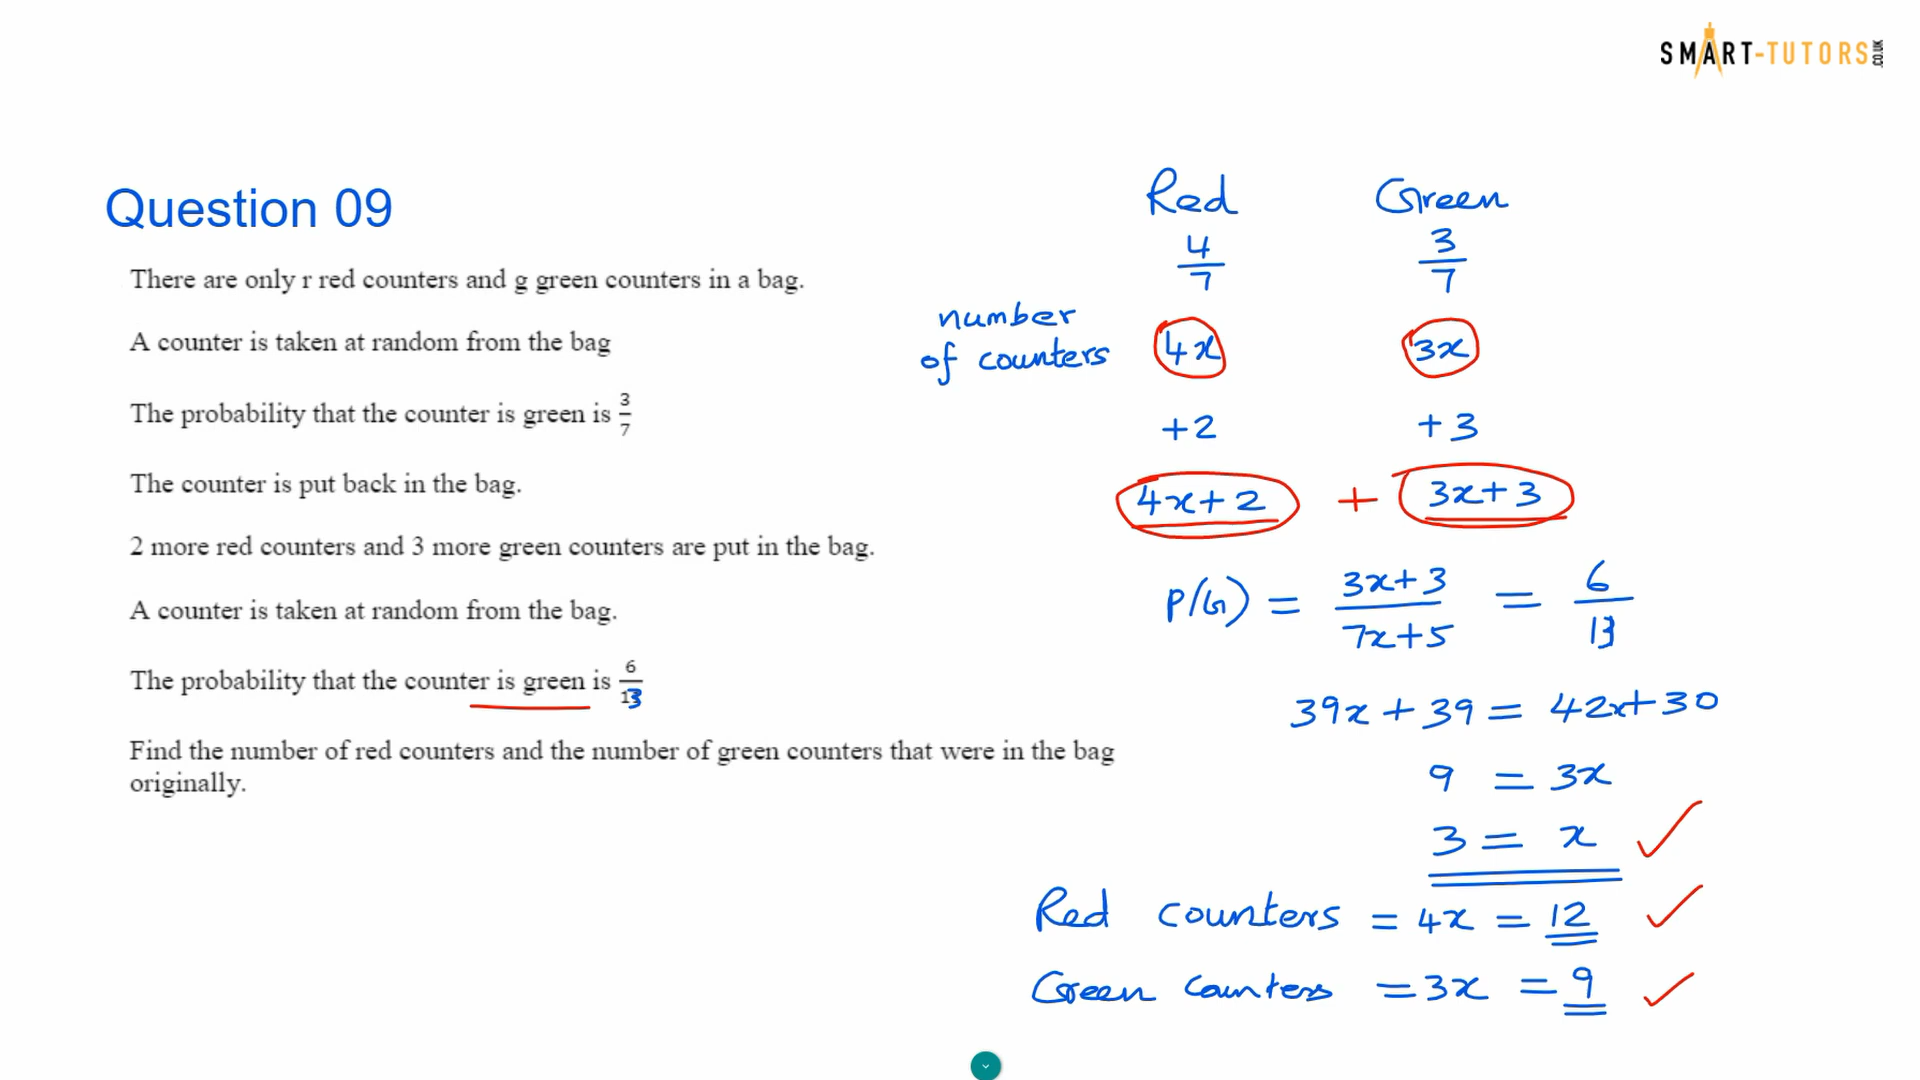 SMART-TUTORS.CO.UK
Question 09
There are only r red counters and g green counters in a bag.
A counter is taken at random from the bag
The probability that the counter is green is 3/7
The counter is put back in the bag.
2 more red counters and 3 more green counters are put in the bag.
A counter is taken at random from the bag.
The probability that the counter is green is 6/13
Find the number of red counters and the number of green counters that were in the bag
originally.
Red Green
4/7 3/7
number
of counters 4x 3x
+2 +3
4x+2 + 3x+3
P(G) = 3x+3/7x+5 = 6/13
39x + 39 = 42x+30
9 = 3x
3 = x
Red counters = 4x = 12
Green counters = 3x = 9